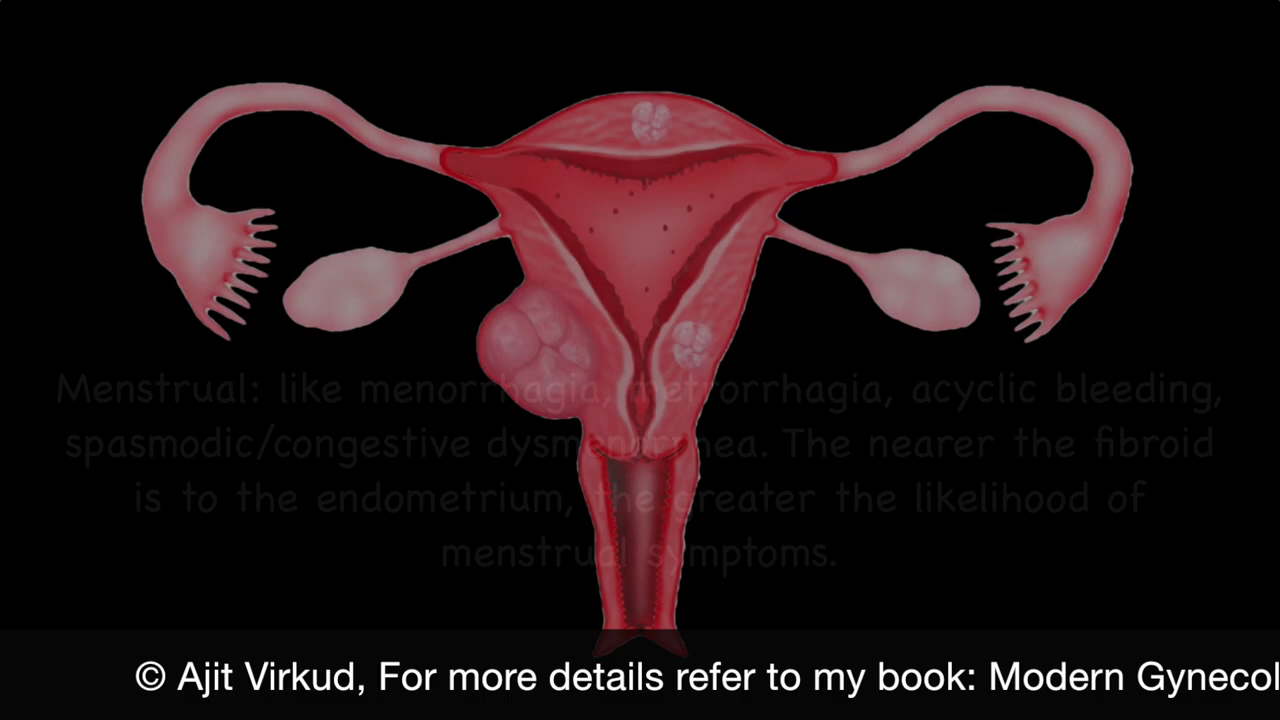 Menstrual: like menorrhagia, metrorrhagia, acyclic bleeding,
spasmodic/congestive dysmenorrhea. The nearer the fibroid
is to the endometrium, the greater the likelihood of
menstrual symptoms.
© Ajit Virkud, For more details refer to my book: Modern Gynecol